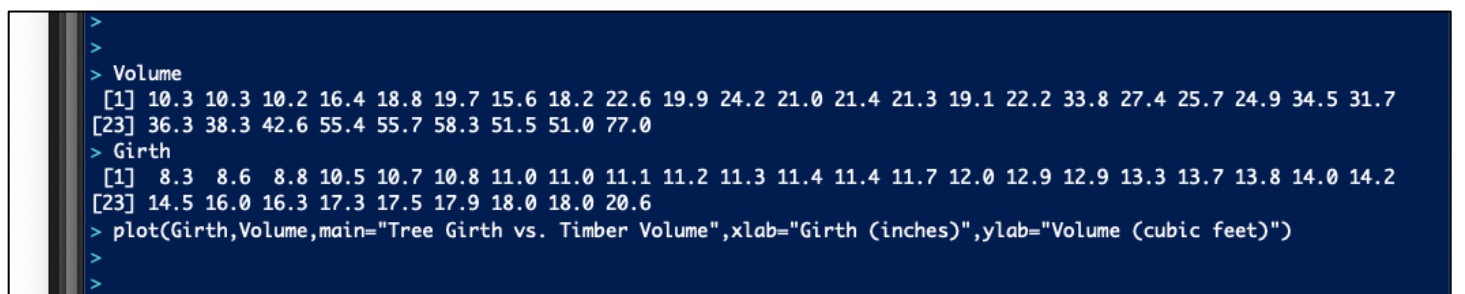 >
>
> Volume
[1] 10.3 10.3 10.2 16.4 18.8 19.7 15.6 18.2 22.6 19.9 24.2 21.0 21.4 21.3 19.1 22.2 33.8 27.4 25.7 24.9 34.5 31.7
[23] 36.3 38.3 42.6 55.4 55.7 58.3 51.5 51.0 77.0
> Girth
[1]  8.3  8.6  8.8 10.5 10.7 10.8 11.0 11.0 11.1 11.2 11.3 11.4 11.4 11.7 12.0 12.9 12.9 13.3 13.7 13.8 14.0 14.2
[23] 14.5 16.0 16.3 17.3 17.5 17.9 18.0 18.0 20.6
> plot(Girth,Volume,main="Tree Girth vs. Timber Volume",xlab="Girth (inches)",ylab="Volume (cubic feet)")
>
>